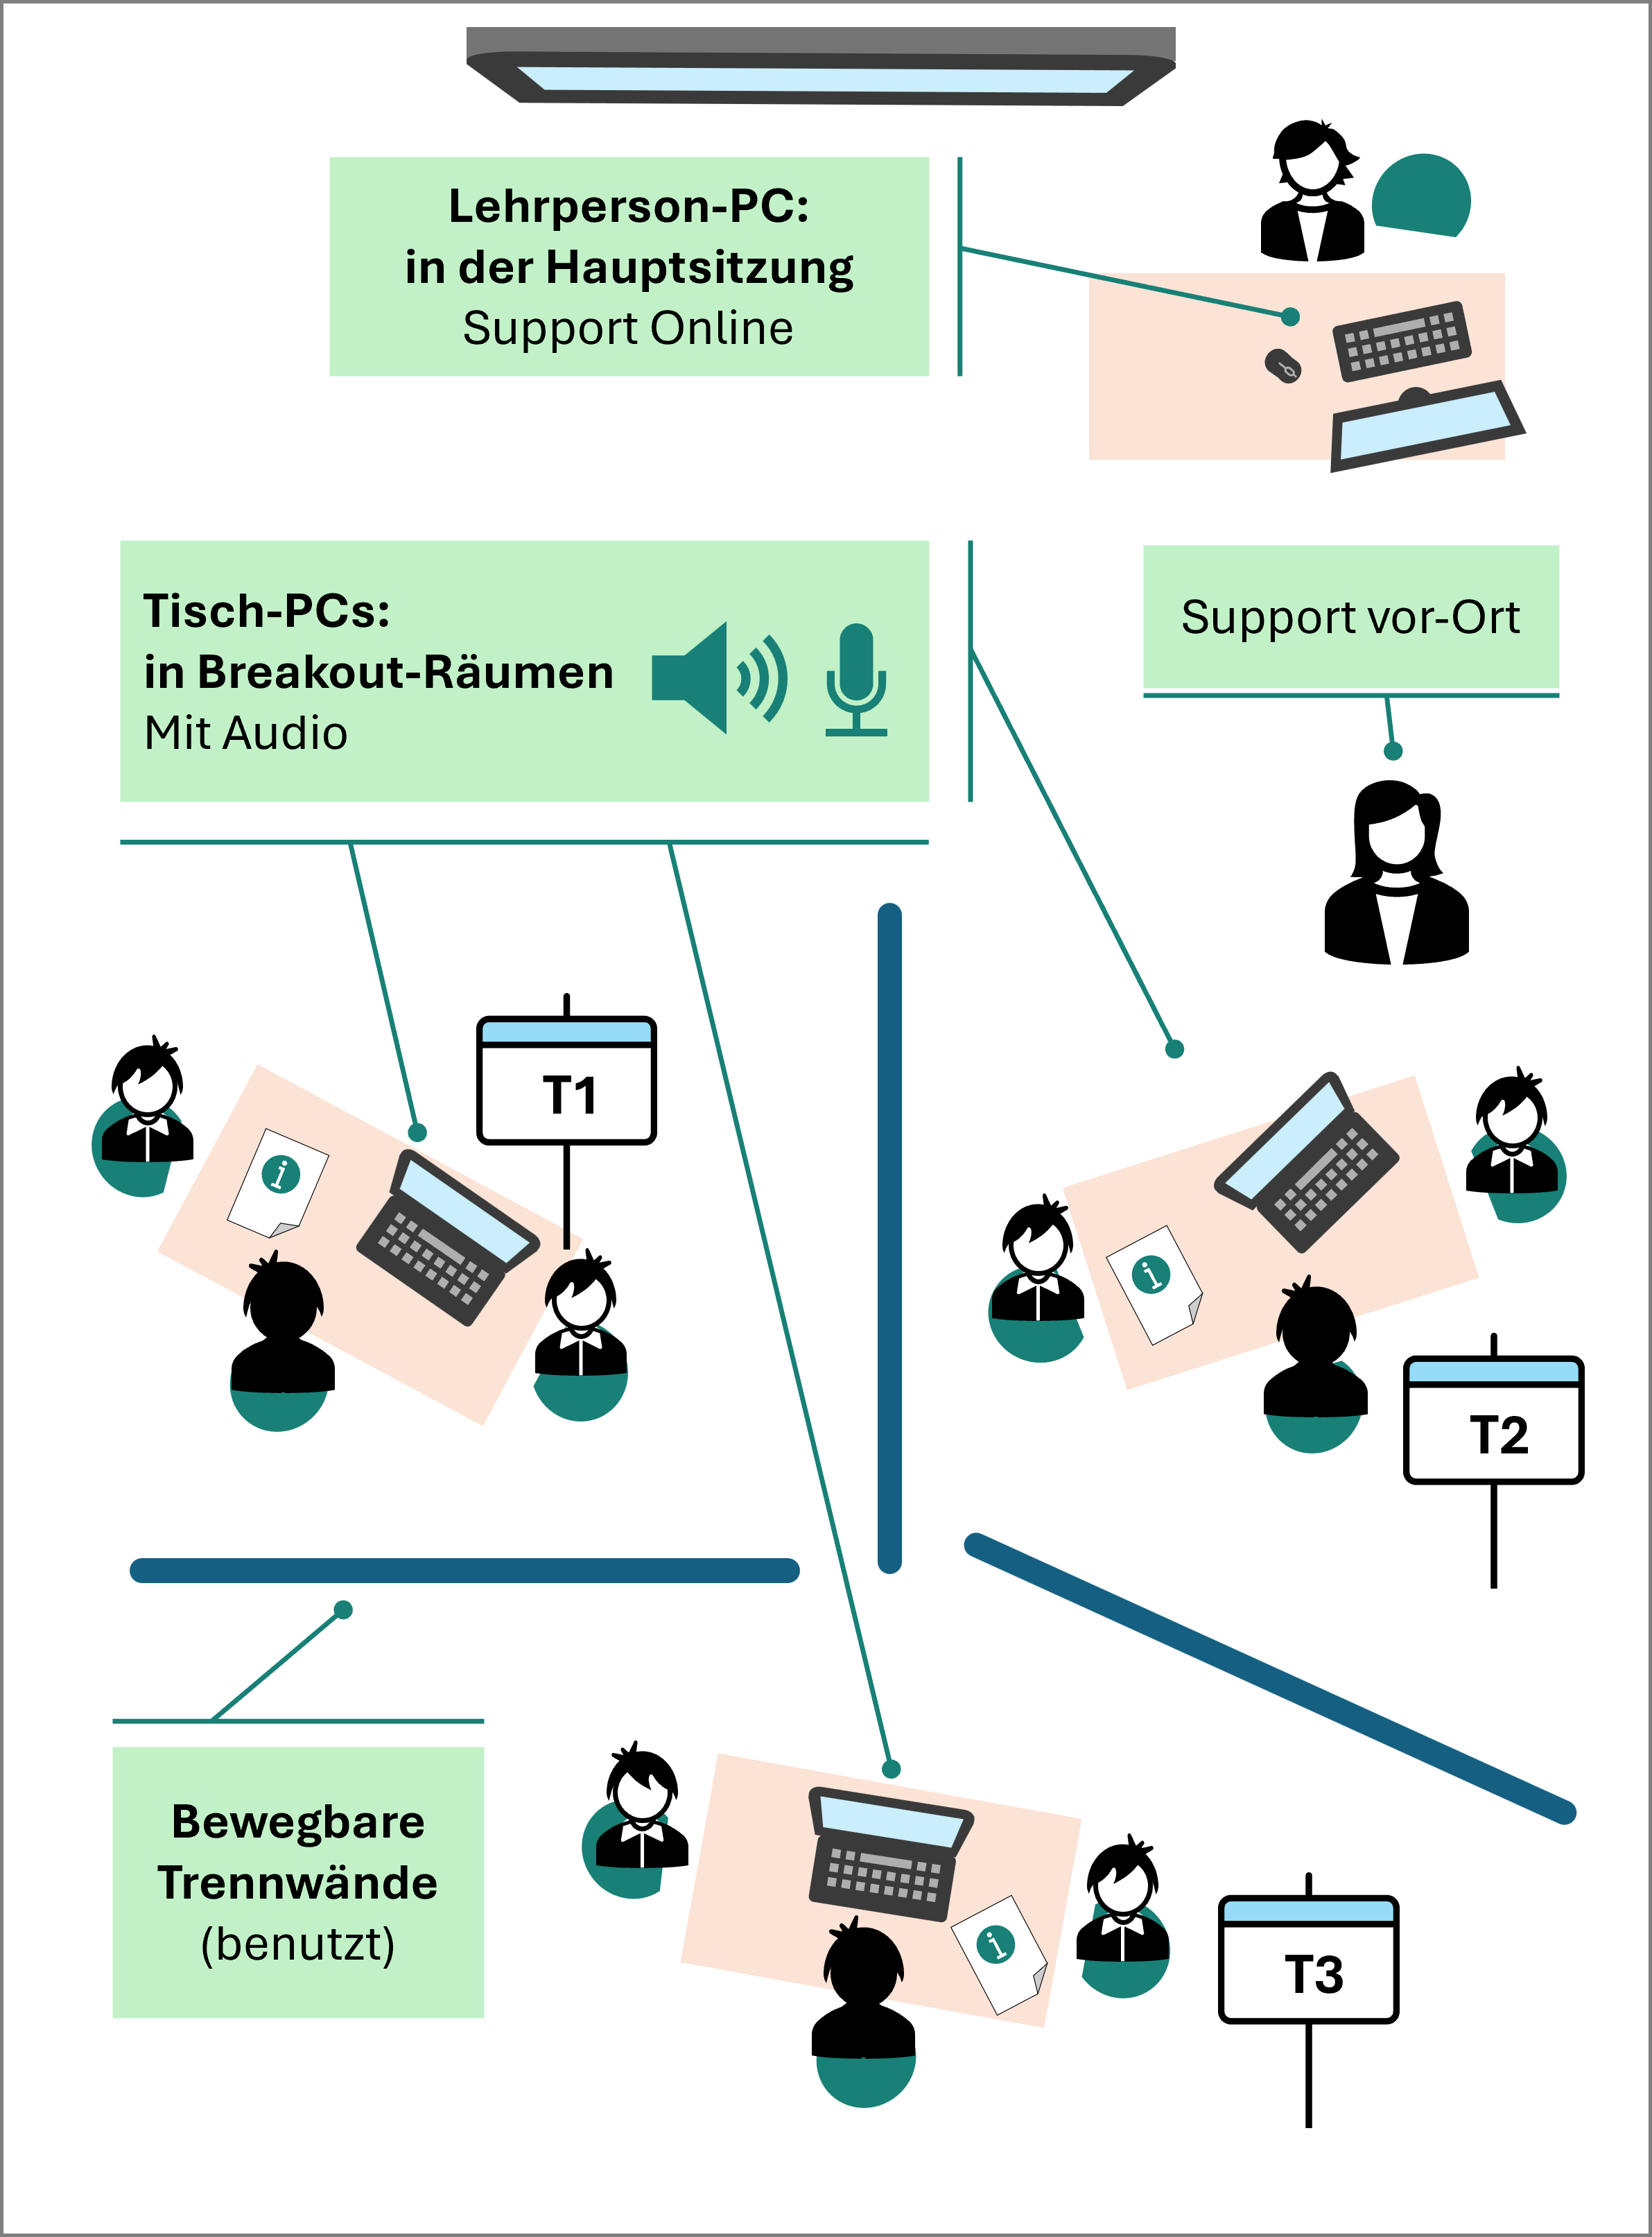 Lehrperson-PC:
in der Hauptsitzung
Support Online
Tisch-PCs:
in Breakout-Räumen
Mit Audio
Support vor-Ort
T1
i
i
T2
Bewegbare
Trennwände
(benutzt)
i
T3